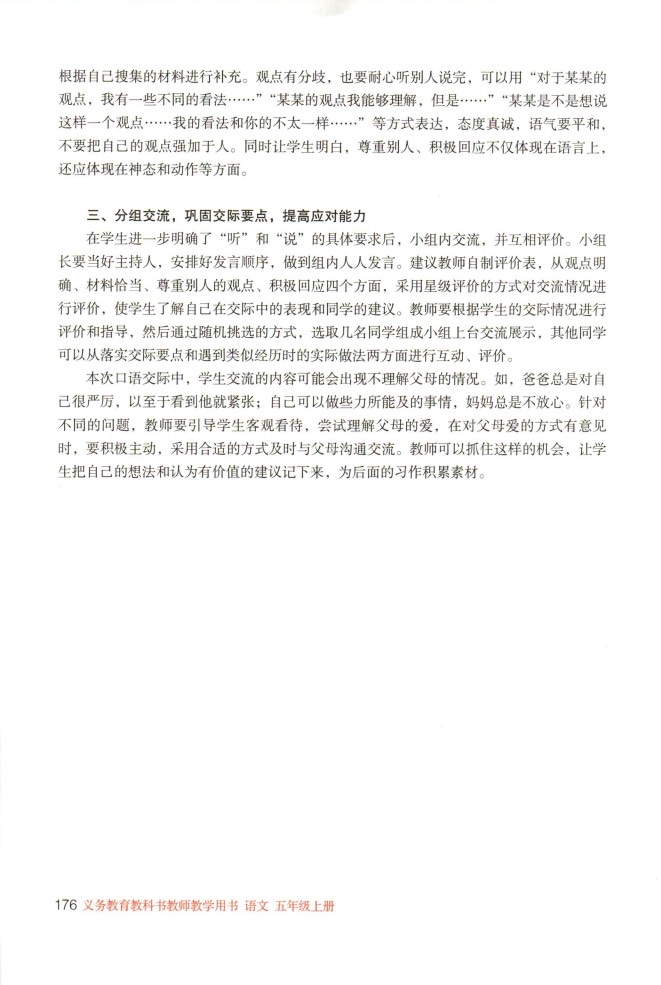 根据自己搜集的材料进行补充。观点有分歧，也要耐心听别人说完，可以用“对于某某的
观点，我有一些不同的看法……”“某某的观点我能够理解，但是……”“某某是不是想说
这样一个观点……我的看法和你的不太一样……”等方式表达，态度真诚，语气要平和，
不要把自己的观点强加于人。同时让学生明白，尊重别人、积极回应不仅体现在语言上，
还应体现在神态和动作等方面。
三、分组交流，巩固交际要点，提高应对能力
在学生进一步明确了“听”和“说”的具体要求后，小组内交流，并互相评价。小组
长要当好主持人，安排好发言顺序，做到组内人人发言。建议教师自制评价表，从观点明
确、材料恰当、尊重别人的观点、积极回应四个方面，采用星级评价的方式对交流情况进
行评价，使学生了解自己在交际中的表现和同学的建议。教师要根据学生的交际情况进行
评价和指导，然后通过随机挑选的方式，选取几名同学组成小组上台交流展示，其他同学
可以从落实交际要点和遇到类似经历时的实际做法两方面进行互动、评价。
本次口语交际中，学生交流的内容可能会出现不理解父母的情况。如，爸爸总是对自
己很严厉，以至于看到他就紧张；自己可以做些力所能及的事情，妈妈总是不放心。针对
不同的问题，教师要引导学生客观看待，尝试理解父母的爱，在对父母爱的方式有意见
时，要积极主动，采用合适的方式及时与父母沟通交流。教师可以抓住这样的机会，让学
生把自己的想法和认为有价值的建议记下来，为后面的习作积累素材。
176 义务教育教科书教师教学用书 语文 五年级上册